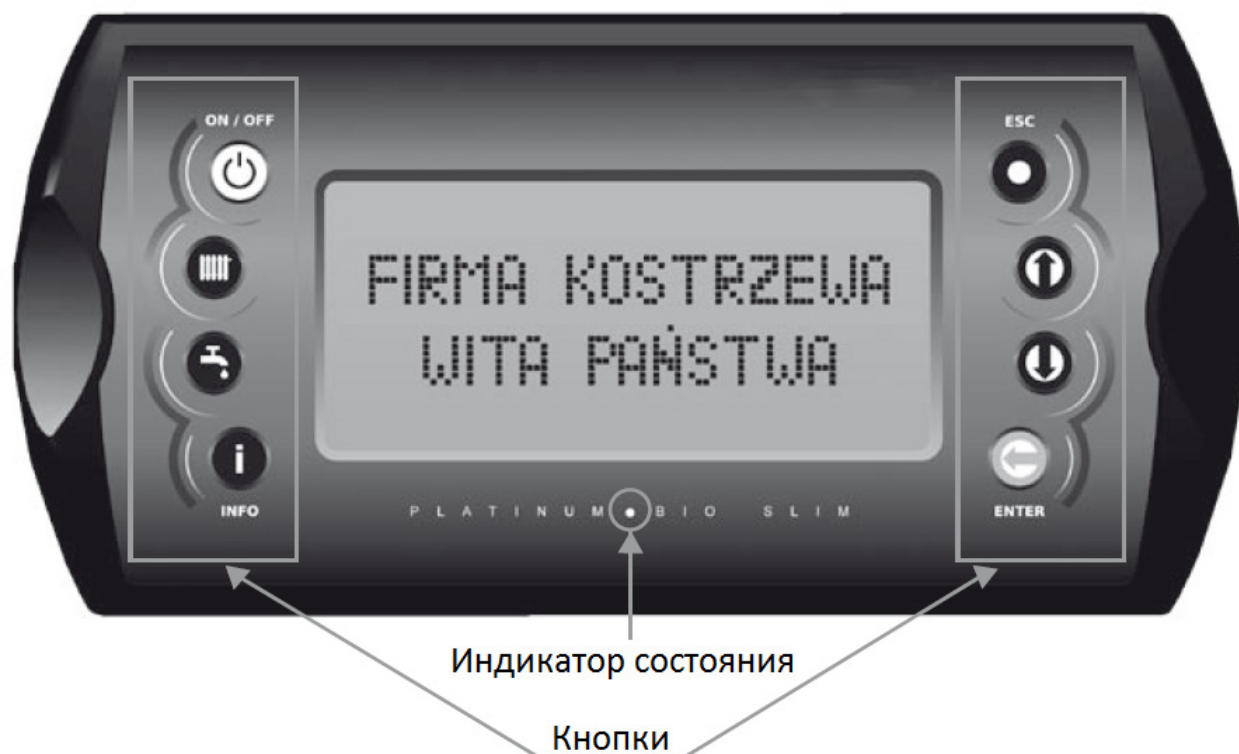 ON / OFF
ESC
FIRMA KOSTRZEWA
WITA PAŃSTWA
i
INFO
ENTER
PLATINUM BIO SLIM
Индикатор состояния
Кнопки